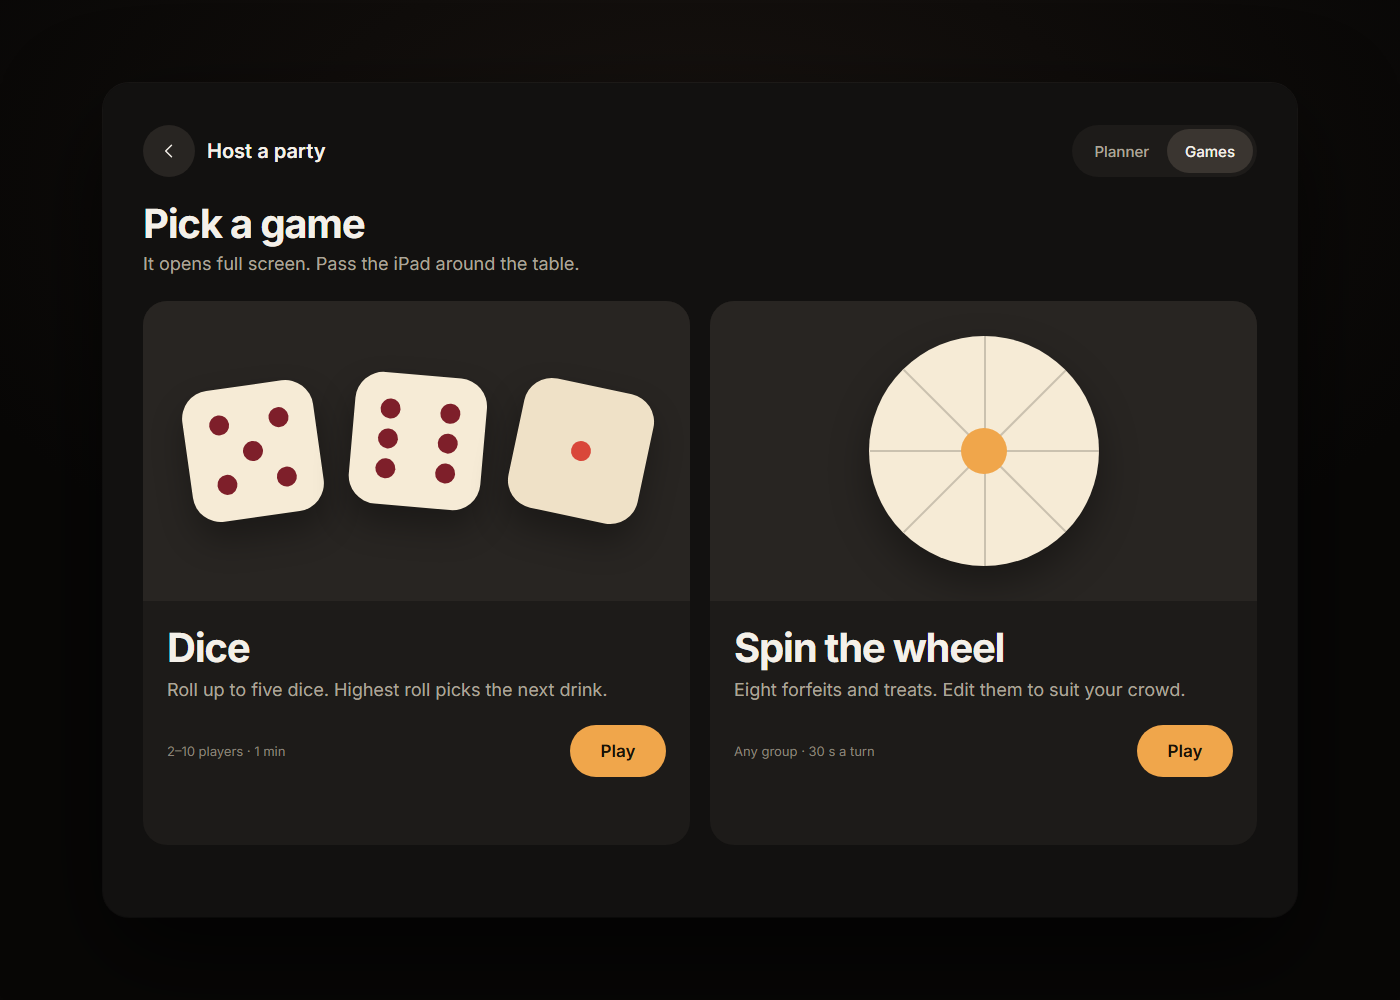 Host a party
Planner
Games
Pick a game
It opens full screen. Pass the iPad around the table.
Dice
Roll up to five dice. Highest roll picks the next drink.
2–10 players · 1 min
Play
Spin the wheel
Eight forfeits and treats. Edit them to suit your crowd.
Any group · 30 s a turn
Play